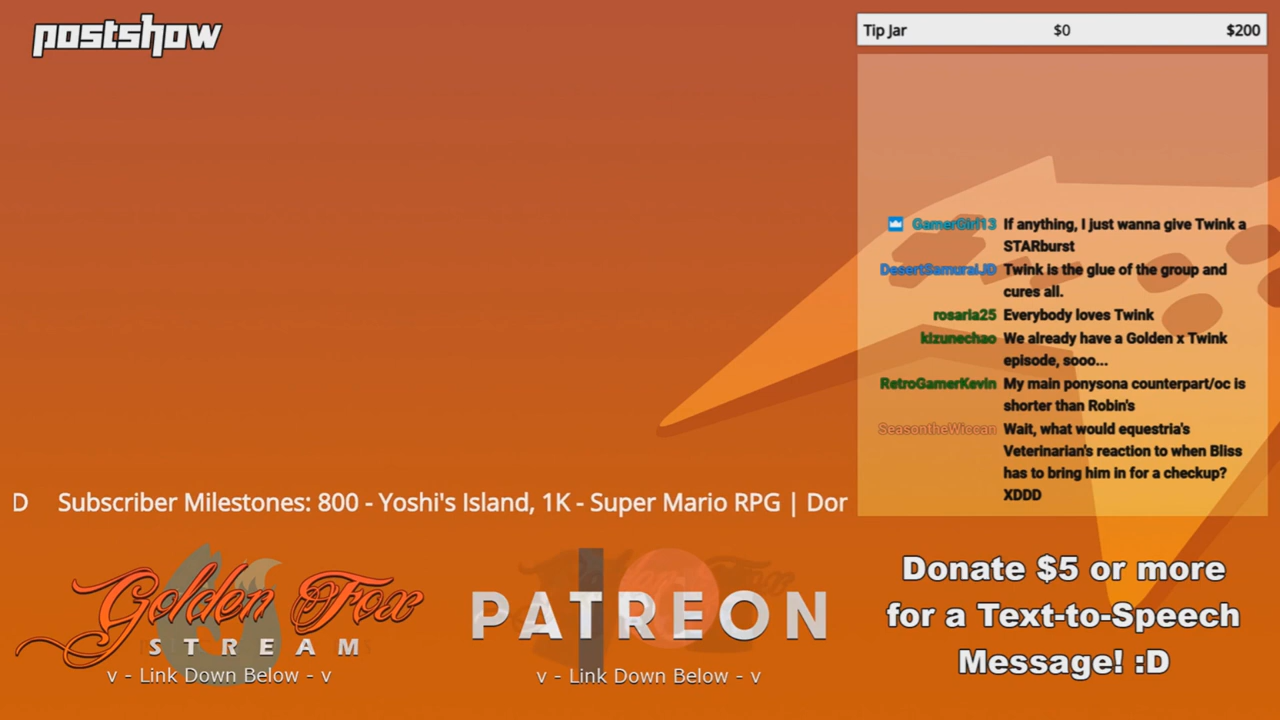 postshow
Tip Jar $0 $200
GamerGirl13 If anything, I just wanna give Twink a
STARburst
DesertSamuraiJD Twink is the glue of the group and
cures all.
rosaria25 Everybody loves Twink
kizunechao We already have a Golden x Twink
episode, sooo...
RetroGamerKevin My main ponysona counterpart/oc is
shorter than Robin's
SeasontheWiccan Wait, what would equestria's
Veterinarian's reaction to when Bliss
has to bring him in for a checkup?
XDDD
D Subscriber Milestones: 800 - Yoshi's Island, 1K - Super Mario RPG | Dor
Golden Fox
STREAM
v - Link Down Below - v
PATREON
v - Link Down Below - v
Donate $5 or more
for a Text-to-Speech
Message! :D